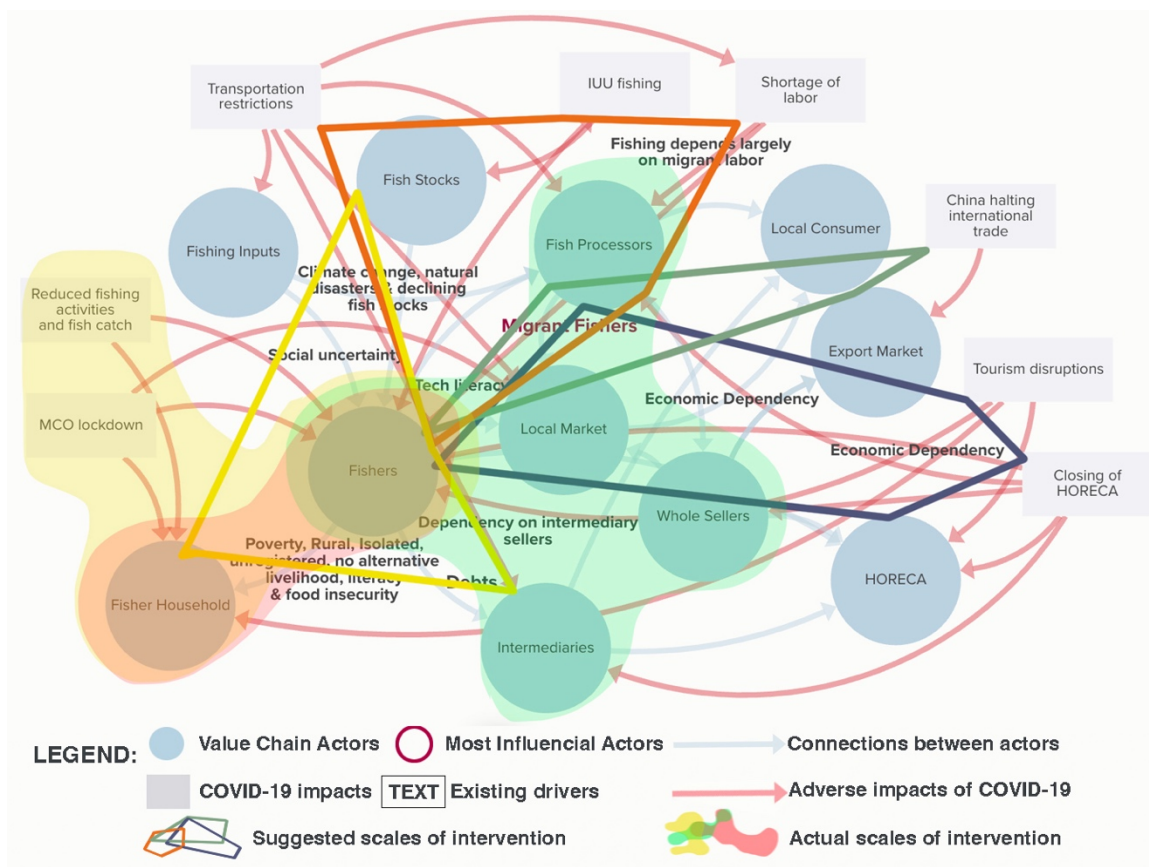 Transportation
restrictions
IUU fishing
Shortage of
labor
Fishing depends largely
on migrant labor
Fish Stocks
Fishing Inputs
Fish Processors
Local Consumer
China halting
international
trade
Climate change, natural
disasters & declining
fish stocks
Reduced fishing
activities
and fish catch
Migrant Fishers
Social uncertainty
Export Market
Tourism disruptions
Tech literacy
Economic Dependency
MCO lockdown
Local Market
Fishers
Economic Dependency
Closing of
HORECA
Whole Sellers
Dependency on intermediary
sellers
Poverty, Rural, Isolated,
unregistered, no alternative
livelihood, literacy
& food insecurity
Debts
HORECA
Fisher Household
Intermediaries
LEGEND:
Value Chain Actors
Most Influencial Actors
Connections between actors
COVID-19 impacts
TEXT
Existing drivers
Adverse impacts of COVID-19
Suggested scales of intervention
Actual scales of intervention